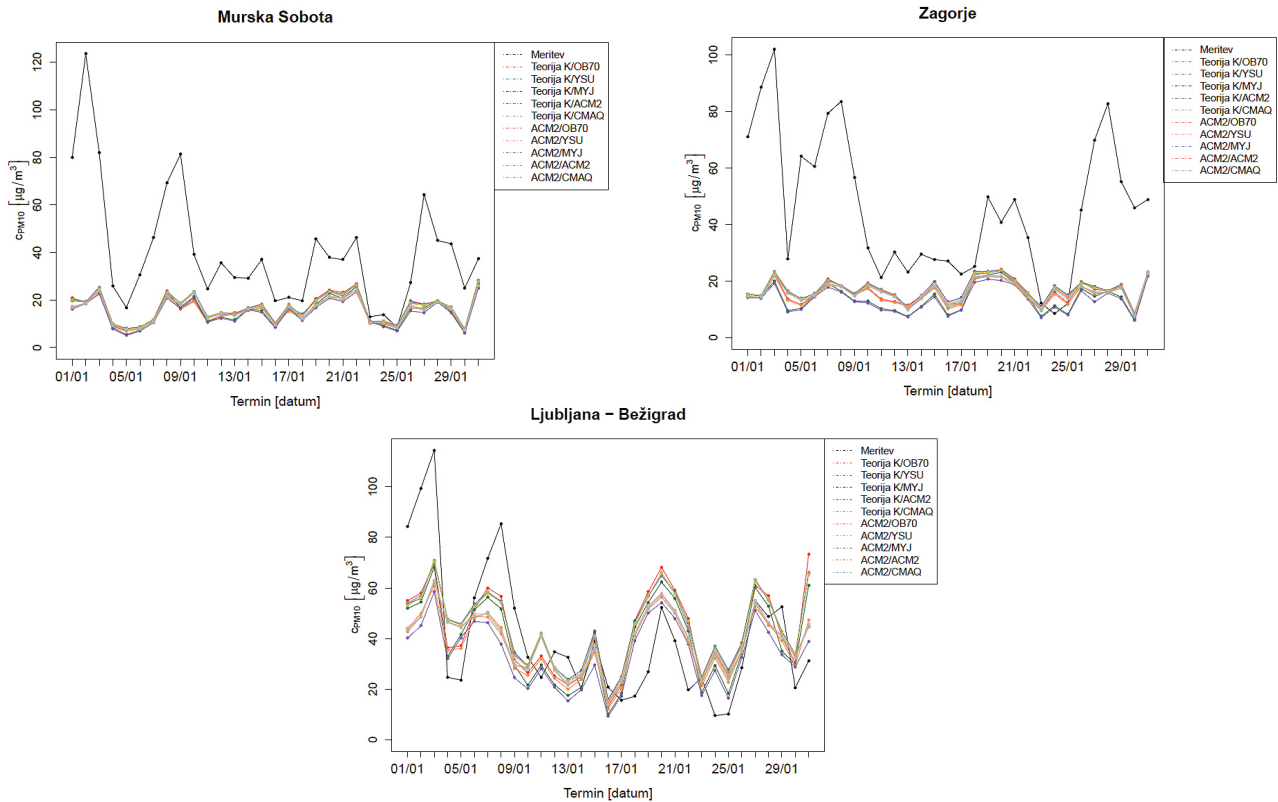 Murska Sobota
c_PM10 [µg/m³]
120
100
80
60
40
20
0
01/01 05/01 09/01 13/01 17/01 21/01 25/01 29/01
Termin [datum]
Meritev
Teorija K/OB70
Teorija K/YSU
Teorija K/MYJ
Teorija K/ACM2
Teorija K/CMAQ
ACM2/OB70
ACM2/YSU
ACM2/MYJ
ACM2/ACM2
ACM2/CMAQ
Zagorje
c_PM10 [µg/m³]
100
80
60
40
20
0
01/01 05/01 09/01 13/01 17/01 21/01 25/01 29/01
Termin [datum]
Meritev
Teorija K/OB70
Teorija K/YSU
Teorija K/MYJ
Teorija K/ACM2
Teorija K/CMAQ
ACM2/OB70
ACM2/YSU
ACM2/MYJ
ACM2/ACM2
ACM2/CMAQ
Ljubljana − Bežigrad
c_PM10 [µg/m³]
100
80
60
40
20
0
01/01 05/01 09/01 13/01 17/01 21/01 25/01 29/01
Termin [datum]
Meritev
Teorija K/OB70
Teorija K/YSU
Teorija K/MYJ
Teorija K/ACM2
Teorija K/CMAQ
ACM2/OB70
ACM2/YSU
ACM2/MYJ
ACM2/ACM2
ACM2/CMAQ